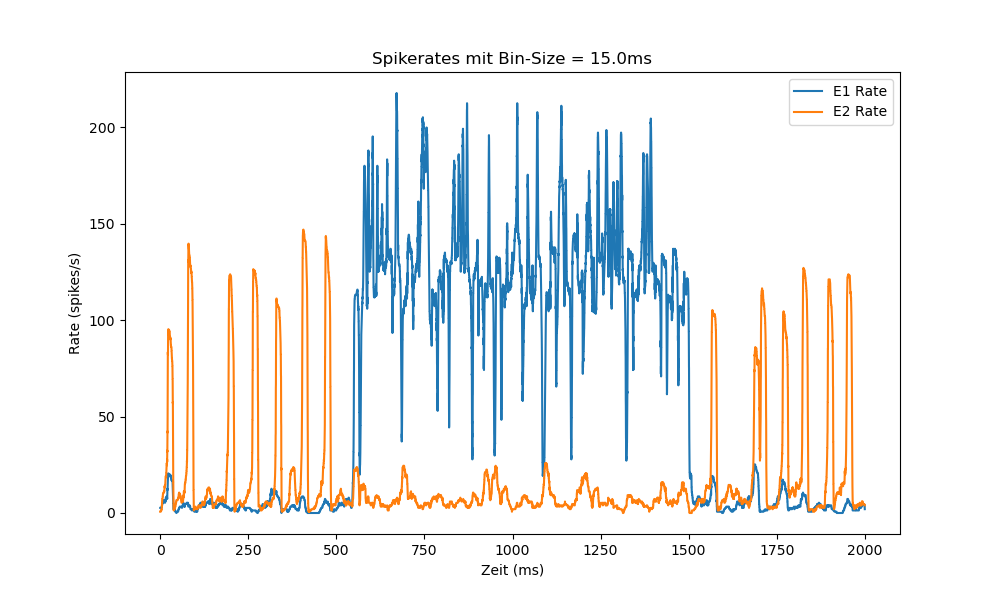 Spikerates mit Bin-Size = 15.0ms
E1 Rate
E2 Rate
Rate (spikes/s)
200
150
100
50
0
0 250 500 750 1000 1250 1500 1750 2000
Zeit (ms)